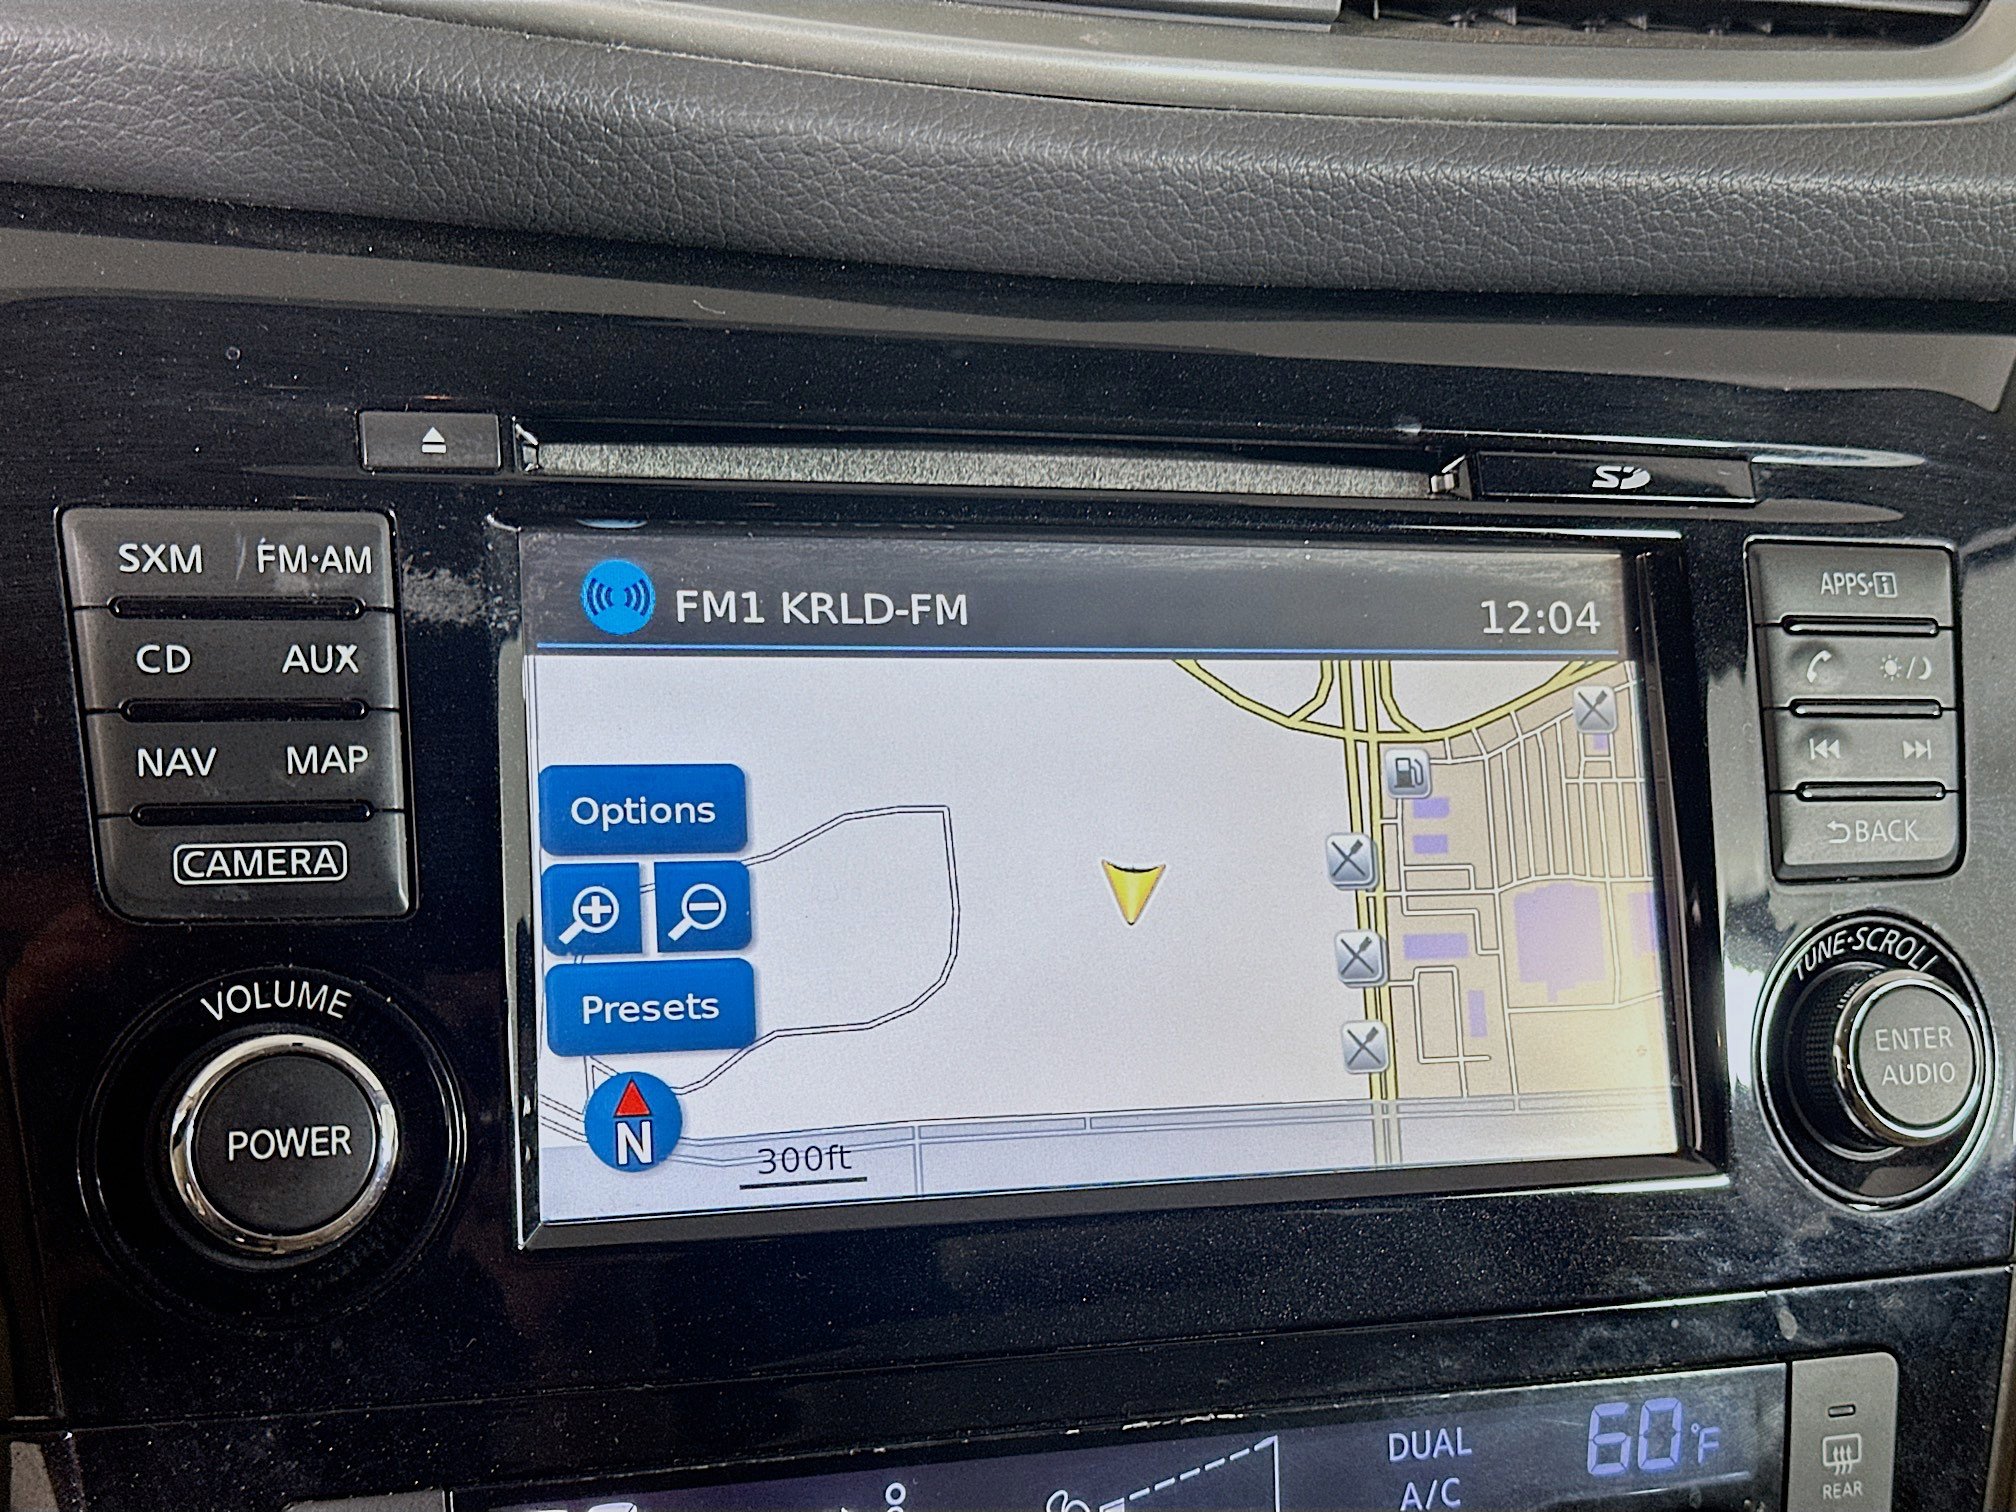 SD
SXM FM·AM
CD AUX
NAV MAP
CAMERA
VOLUME
POWER
FM1 KRLD-FM 12:04
Options
Presets
N
300ft
APPS·i
BACK
TUNE·SCROLL
ENTER
AUDIO
DUAL
A/C
60°F
REAR